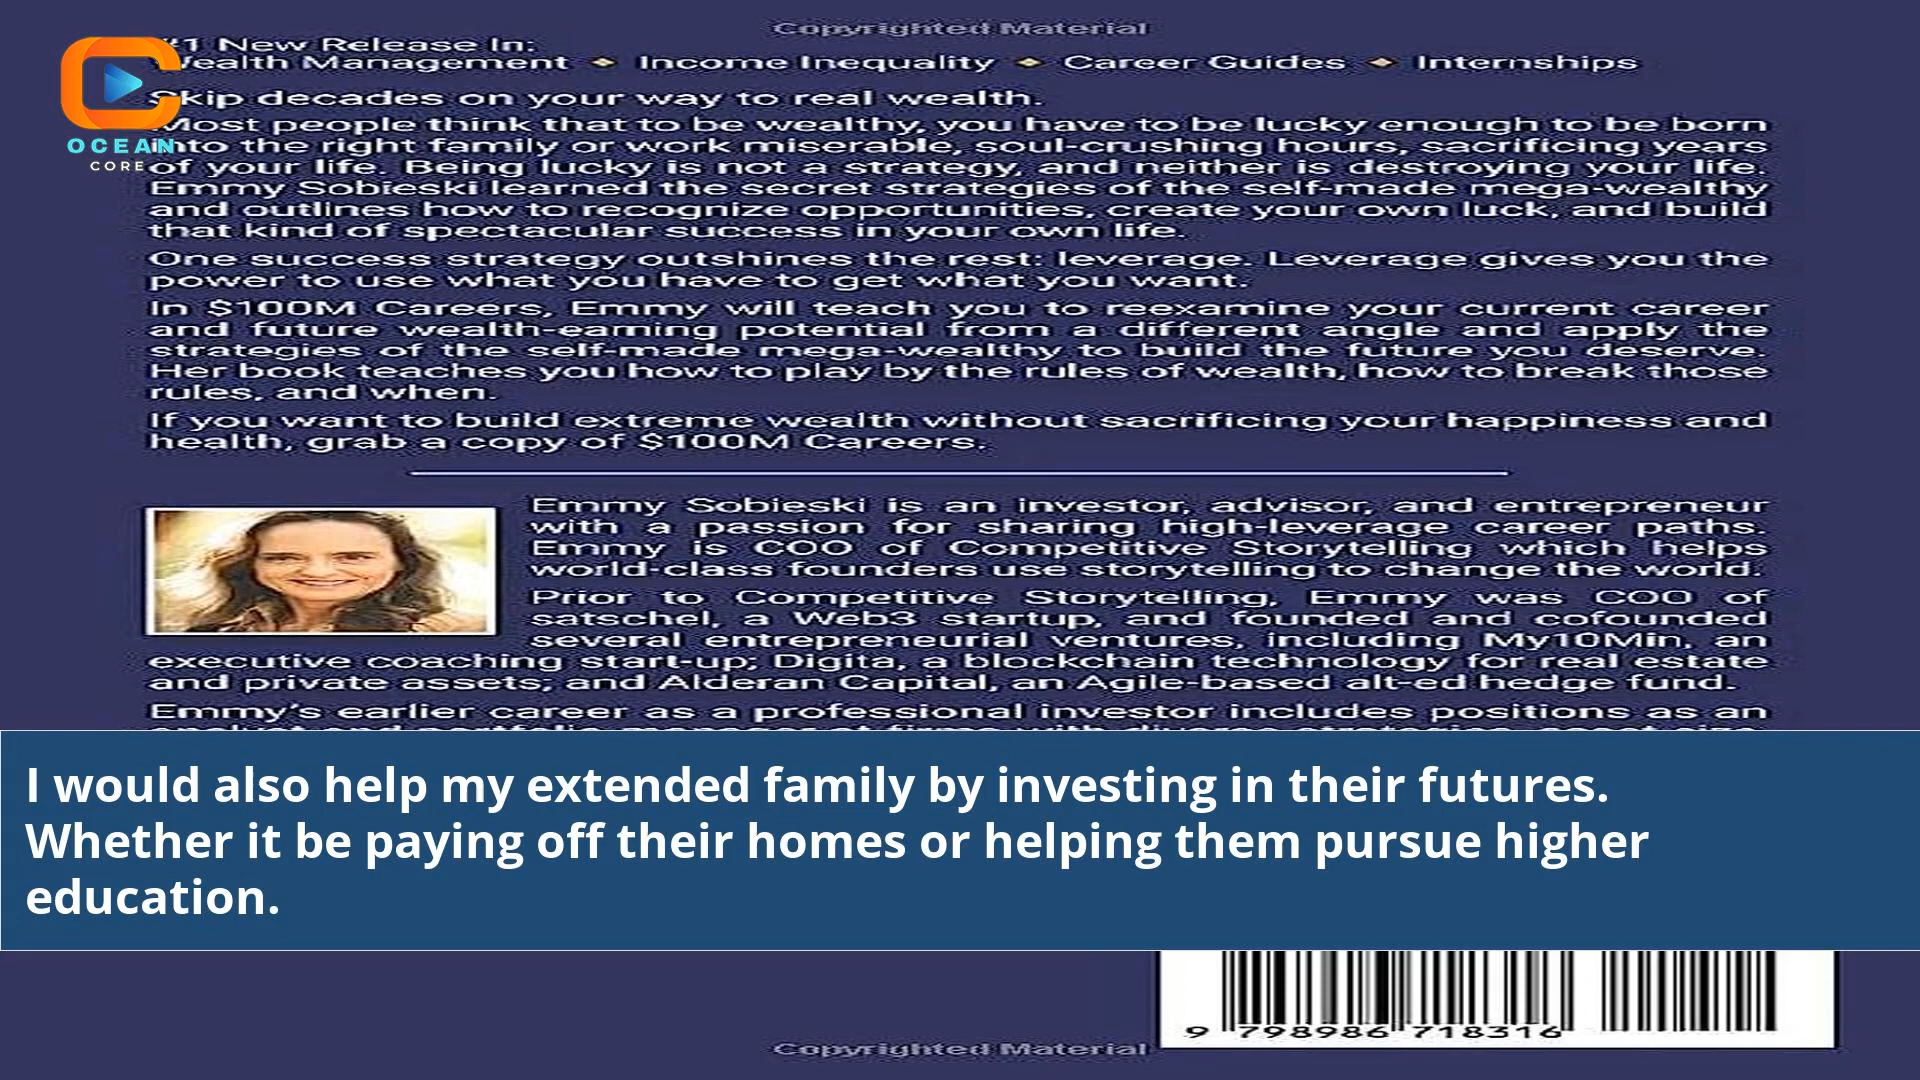 Copyrighted Material
#1 New Release In:
Wealth Management ◆ Income Inequality ◆ Career Guides ◆ Internships
OCEAN
CORE
Skip decades on your way to real wealth.
Most people think that to be wealthy, you have to be lucky enough to be born
into the right family or work miserable, soul-crushing hours, sacrificing years
of your life. Being lucky is not a strategy, and neither is destroying your life.
Emmy Sobieski learned the secret strategies of the self-made mega-wealthy
and outlines how to recognize opportunities, create your own luck, and build
that kind of spectacular success in your own life.
One success strategy outshines the rest: leverage. Leverage gives you the
power to use what you have to get what you want.
In $100M Careers, Emmy will teach you to reexamine your current career
and future wealth-earning potential from a different angle and apply the
strategies of the self-made mega-wealthy to build the future you deserve.
Her book teaches you how to play by the rules of wealth, how to break those
rules, and when.
If you want to build extreme wealth without sacrificing your happiness and
health, grab a copy of $100M Careers.
Emmy Sobieski is an investor, advisor, and entrepreneur
with a passion for sharing high-leverage career paths.
Emmy is COO of Competitive Storytelling which helps
world-class founders use storytelling to change the world.
Prior to Competitive Storytelling, Emmy was COO of
satschel, a Web3 startup, and founded and cofounded
several entrepreneurial ventures, including My10Min, an
executive coaching start-up; Digita, a blockchain technology for real estate
and private assets; and Alderan Capital, an Agile-based alt-ed hedge fund.
Emmy's earlier career as a professional investor includes positions as an
I would also help my extended family by investing in their futures.
Whether it be paying off their homes or helping them pursue higher
education.
9 798986 718316
Copyrighted Material